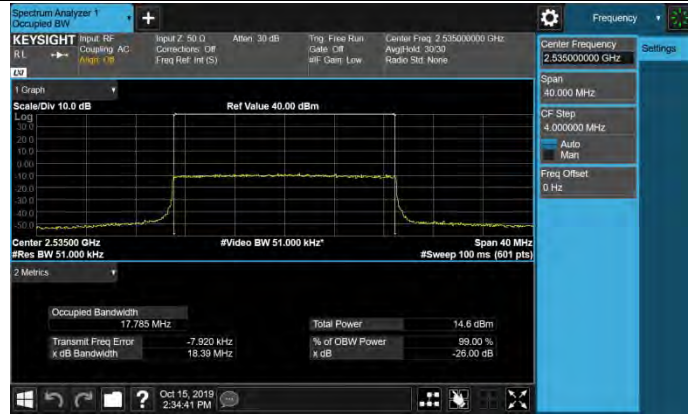 Spectrum Analyzer 1
Occupied BW
Frequency
KEYSIGHT
RL
Input: RF
Coupling: AC
Align: Off
Input Z: 50 Ω
Corrections: Off
Freq Ref: Int (S)
Atten: 30 dB
Trig: Free Run
Gate: Off
#IF Gain: Low
Center Freq: 2.535000000 GHz
Avg|Hold: 30/30
Radio Std: None
LXI
Center Frequency
2.535000000 GHz
Settings
Span
40.000 MHz
CF Step
4.000000 MHz
Auto
Man
Freq Offset
0 Hz
1 Graph
Scale/Div 10.0 dB
Ref Value 40.00 dBm
Log
30.0
20.0
10.0
0.00
-10.0
-20.0
-30.0
-40.0
-50.0
Center 2.53500 GHz
#Video BW 51.000 kHz*
Span 40 MHz
#Res BW 51.000 kHz
#Sweep 100 ms (601 pts)
2 Metrics
Occupied Bandwidth
17.785 MHz
Total Power
14.6 dBm
Transmit Freq Error
-7.920 kHz
% of OBW Power
99.00 %
x dB Bandwidth
18.39 MHz
x dB
-26.00 dB
?
Oct 15, 2019
2:34:41 PM